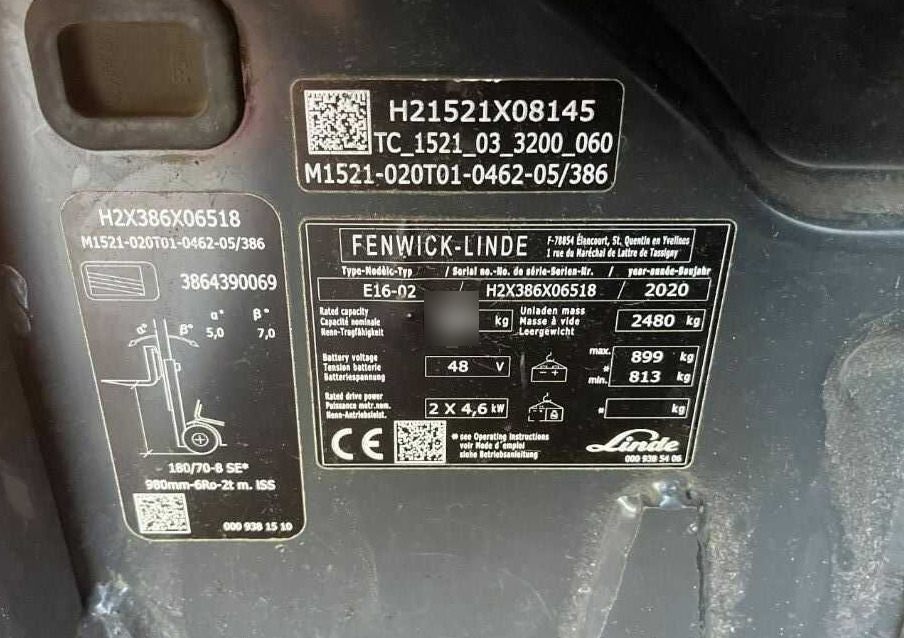 H21521X08145
TC_1521_03_3200_060
M1521-020T01-0462-05/386
H2X386X06518
M1521-020T01-0462-05/386
3864390069
α° β°
5,0 7,0
α° β°
180/70-8 SE*
980mm-6Ro-2t m. ISS
000 938 15 10
FENWICK-LINDE
F-78854 Élancourt, St. Quentin en Yvelines
1 rue du Maréchal de Lattre de Tassigny
Type-Modèle-Typ / Serial no.-No. de série-Serien-Nr. / year-année-Baujahr
E16-02 / H2X386X06518 / 2020
Rated capacity
Capacité nominale
Nenn-Tragfähigkeit
kg
Unladen mass
Masse à vide
Leergewicht
2480 kg
Battery voltage
Tension batterie
Batteriespannung
48 V
max. 899 kg
*
min. 813 kg
Rated drive power
Puissance motr.nom.
Nenn-Antriebsleist.
2 X 4,6 kW
* kg
CE
* see Operating Instructions
voir Mode d'emploi
siehe Betriebsanleitung
Linde
000 938 54 06